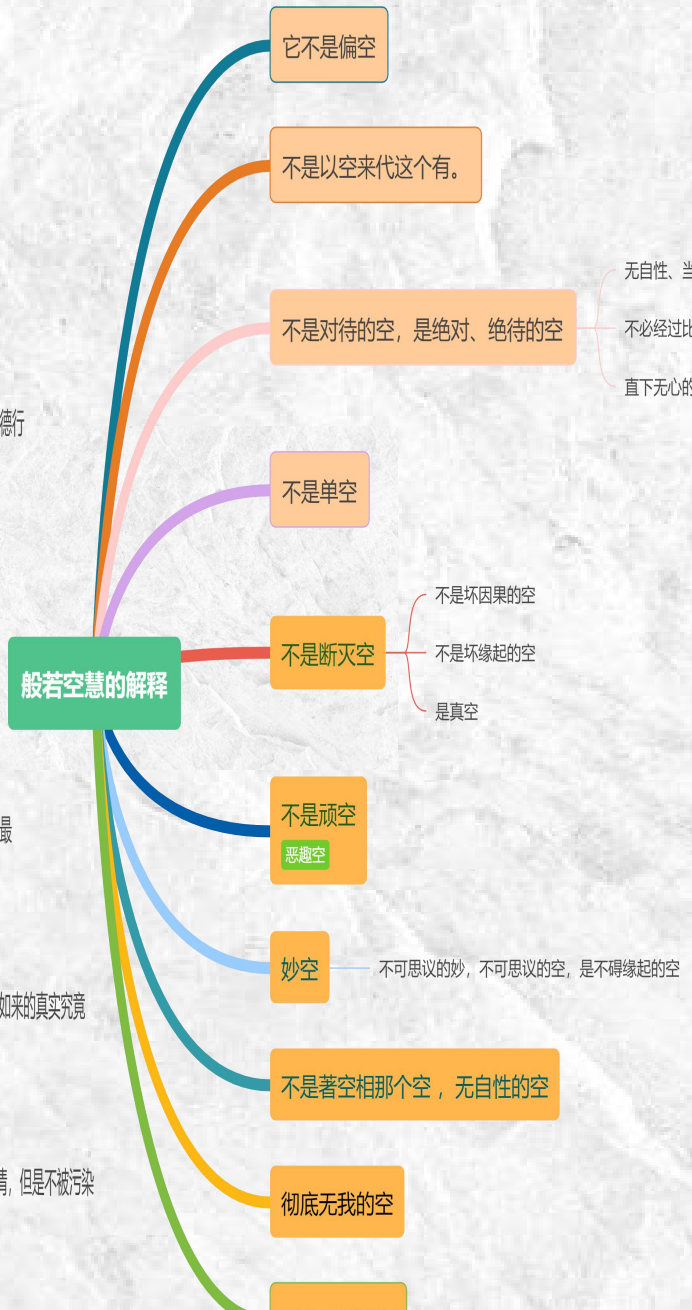 它不是偏空
不是以空来代这个有。
无自性、当
不是对待的空，是绝对、绝待的空
不必经过比
直下无心的
德行
不是单空
不是坏因果的空
不是断灭空
不是坏缘起的空
般若空慧的解释
是真空
不是顽空
最
恶趣空
妙空
不可思议的妙，不可思议的空，是不碍缘起的空
如来的真实究竟
不是著空相那个空 ，无自性的空
情，但是不被污染
彻底无我的空